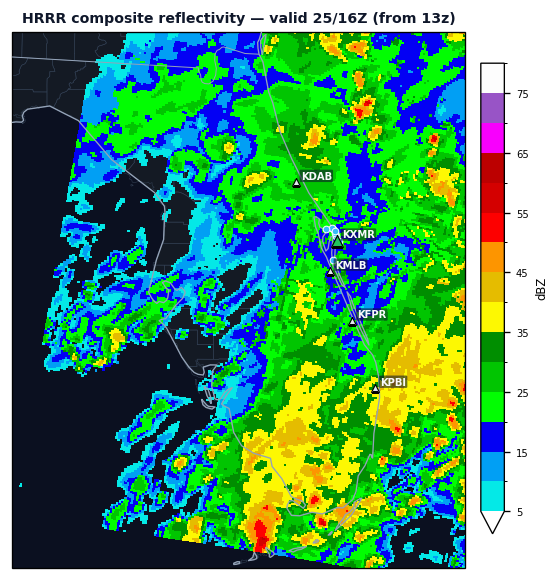 HRRR composite reflectivity — valid 25/16Z (from 13z)
KDAB
KXMR
KMLB
KFPR
KPBI
75
65
55
45
35
25
15
5
dBZ